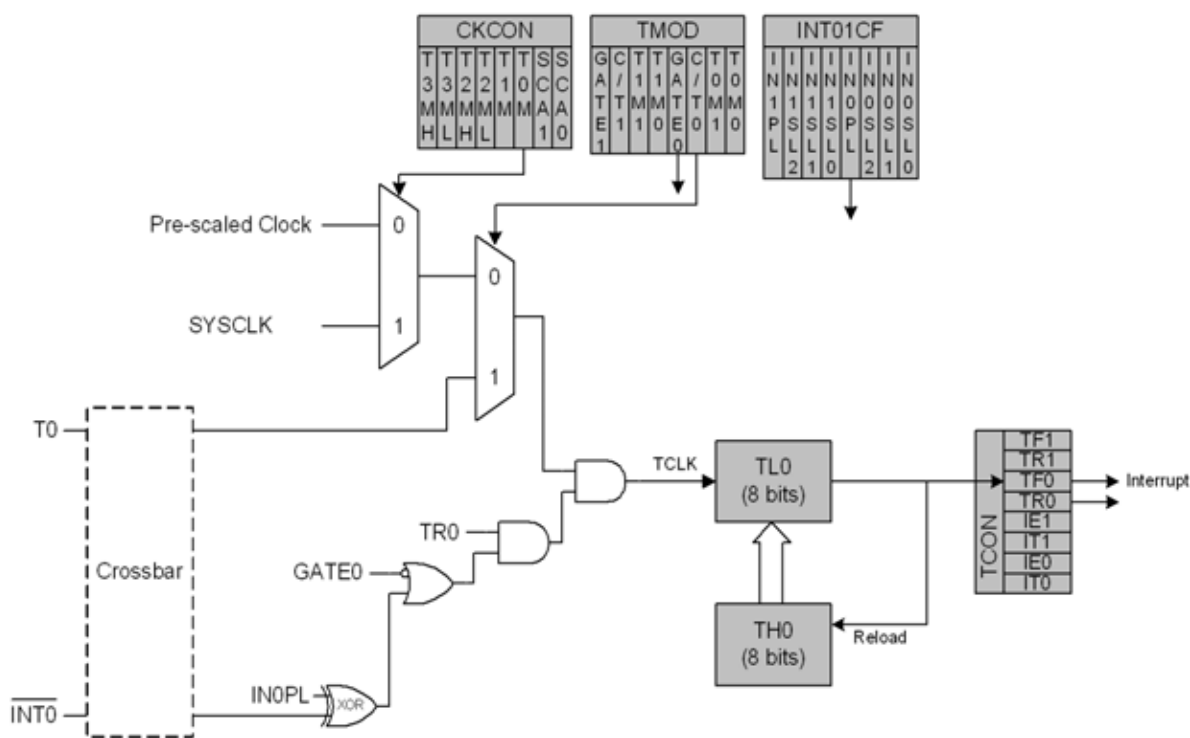 CKCON
T3MH
T3ML
T2MH
T2ML
T1M
T0M
SCA1
SCA0
TMOD
GATE1
C/T1
T1M1
T1M0
GATE0
C/T0
T0M1
T0M0
INT01CF
IN1PL
IN1SL2
IN1SL1
IN1SL0
IN0PL
IN0SL2
IN0SL1
IN0SL0
Pre-scaled Clock
0
SYSCLK
1
0
1
T0
Crossbar
INT0
TR0
GATE0
IN0PL
XOR
TCLK
TL0
(8 bits)
TH0
(8 bits)
Reload
TCON
TF1
TR1
TF0
TR0
IE1
IT1
IE0
IT0
Interrupt